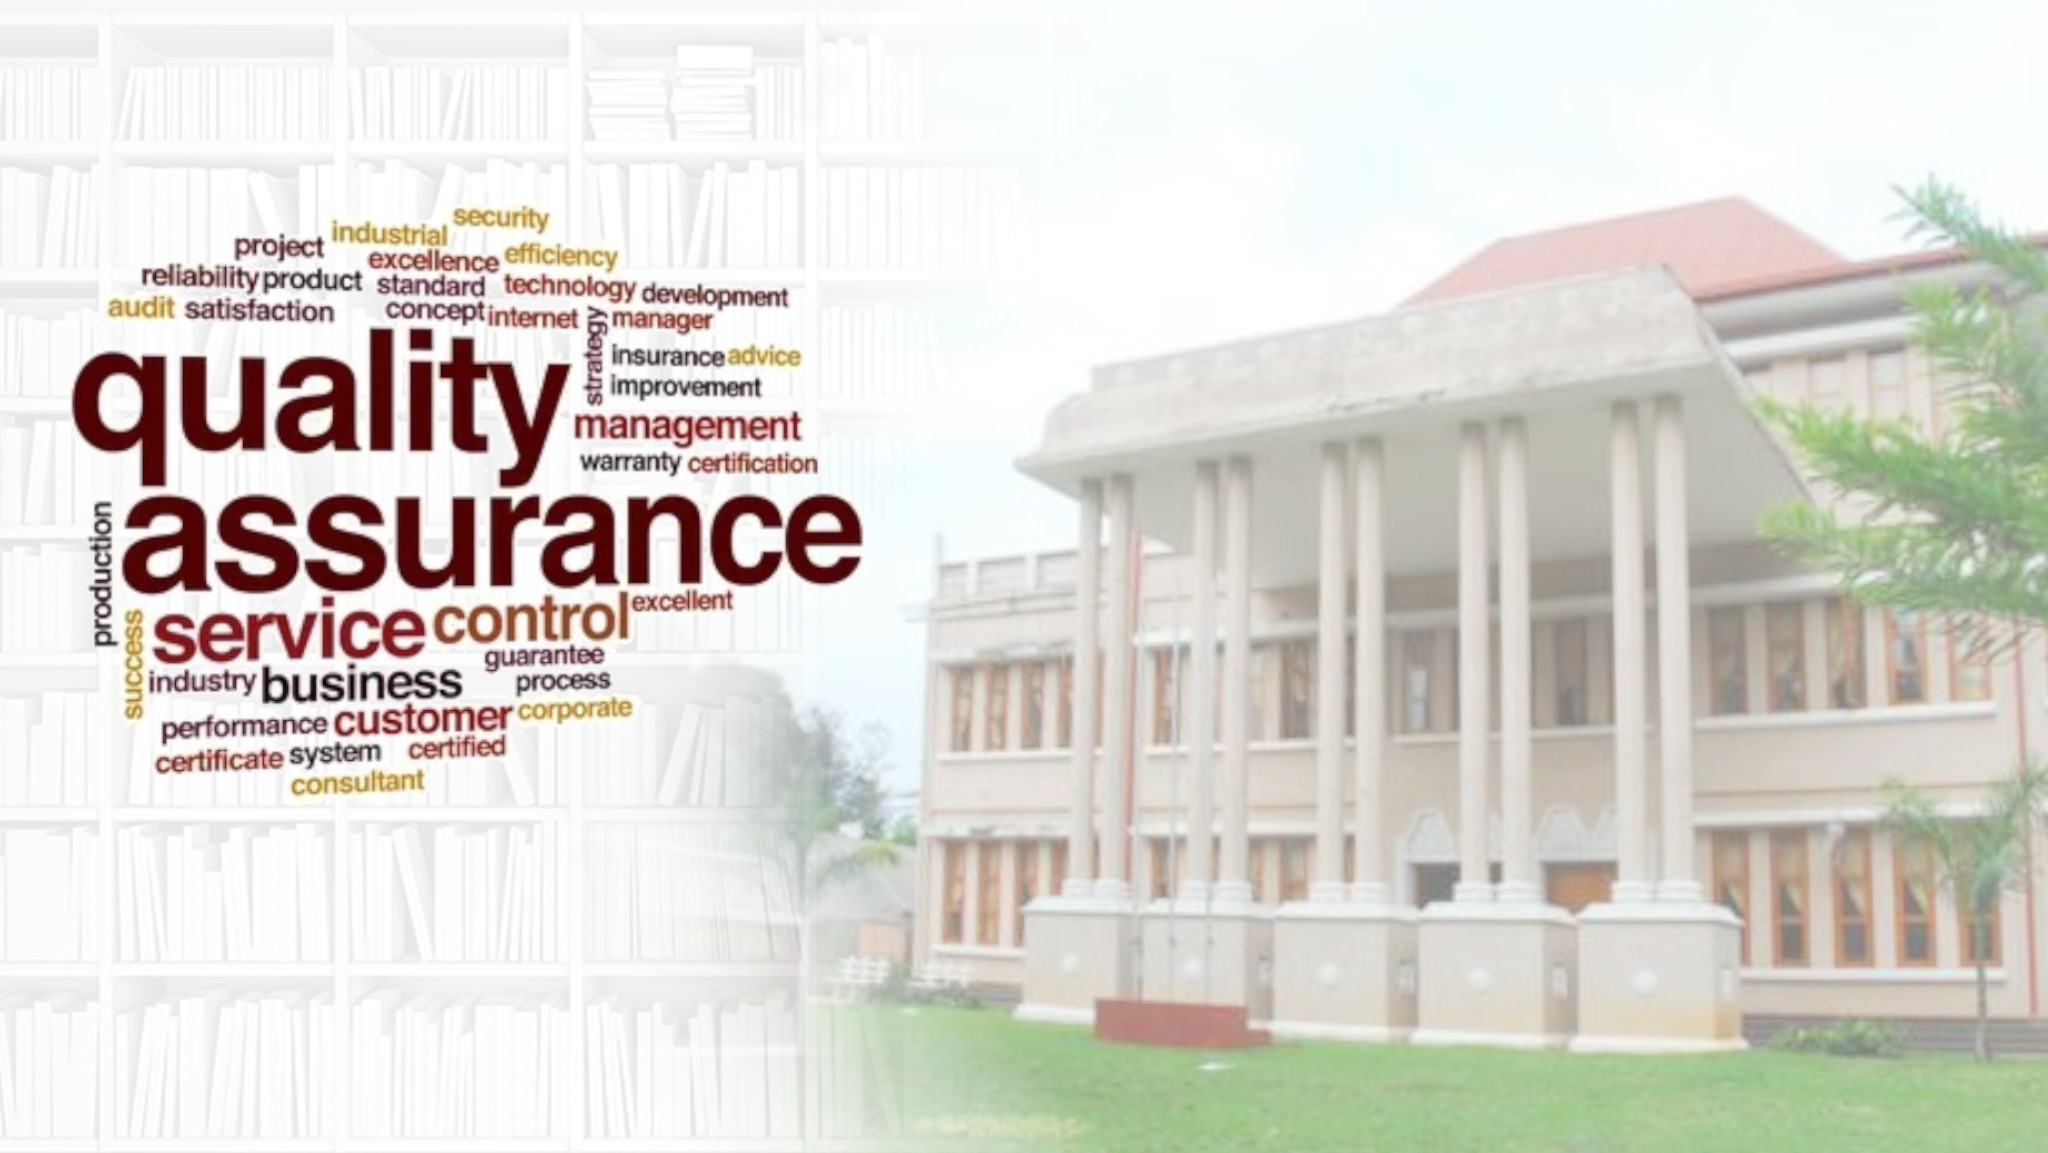 security
project industrial
excellence efficiency
reliability product standard technology development
audit satisfaction concept internet strategy manager
insurance advice
improvement
quality
management
warranty certification
assurance
production
service control excellent
success
guarantee
industry business process
performance customer corporate
certificate system certified
consultant